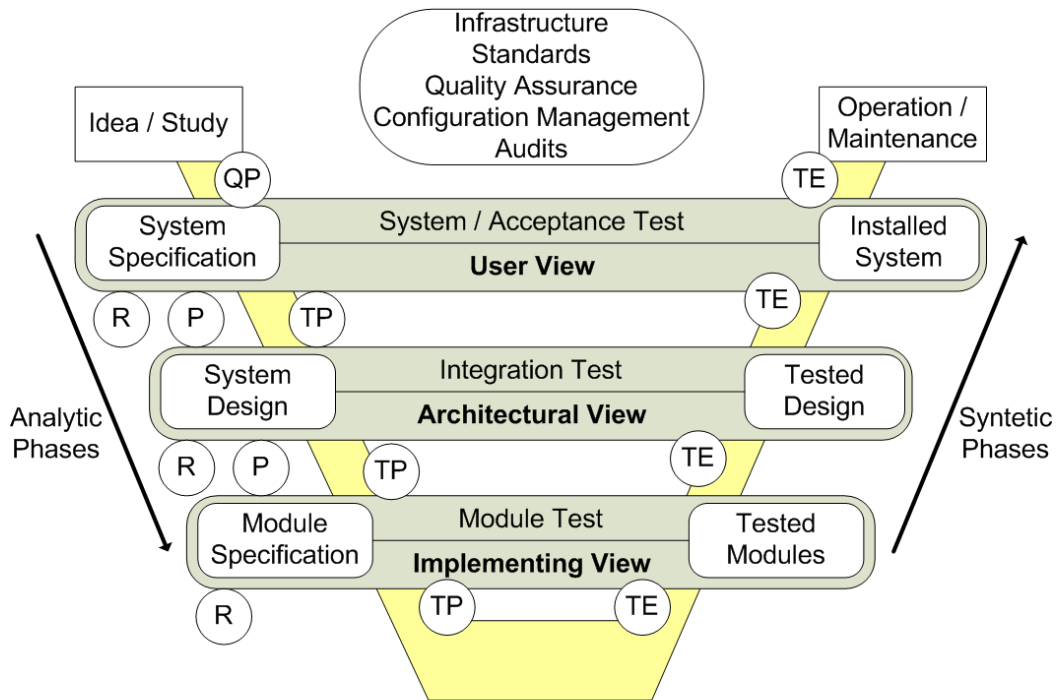 Infrastructure
Standards
Quality Assurance
Configuration Management
Audits
Idea / Study
Operation /
Maintenance
QP
TE
System
Specification
System / Acceptance Test
User View
Installed
System
R
P
TP
TE
System
Design
Integration Test
Architectural View
Tested
Design
Analytic
Phases
Syntetic
Phases
R
P
TP
TE
Module
Specification
Module Test
Implementing View
Tested
Modules
R
TP
TE